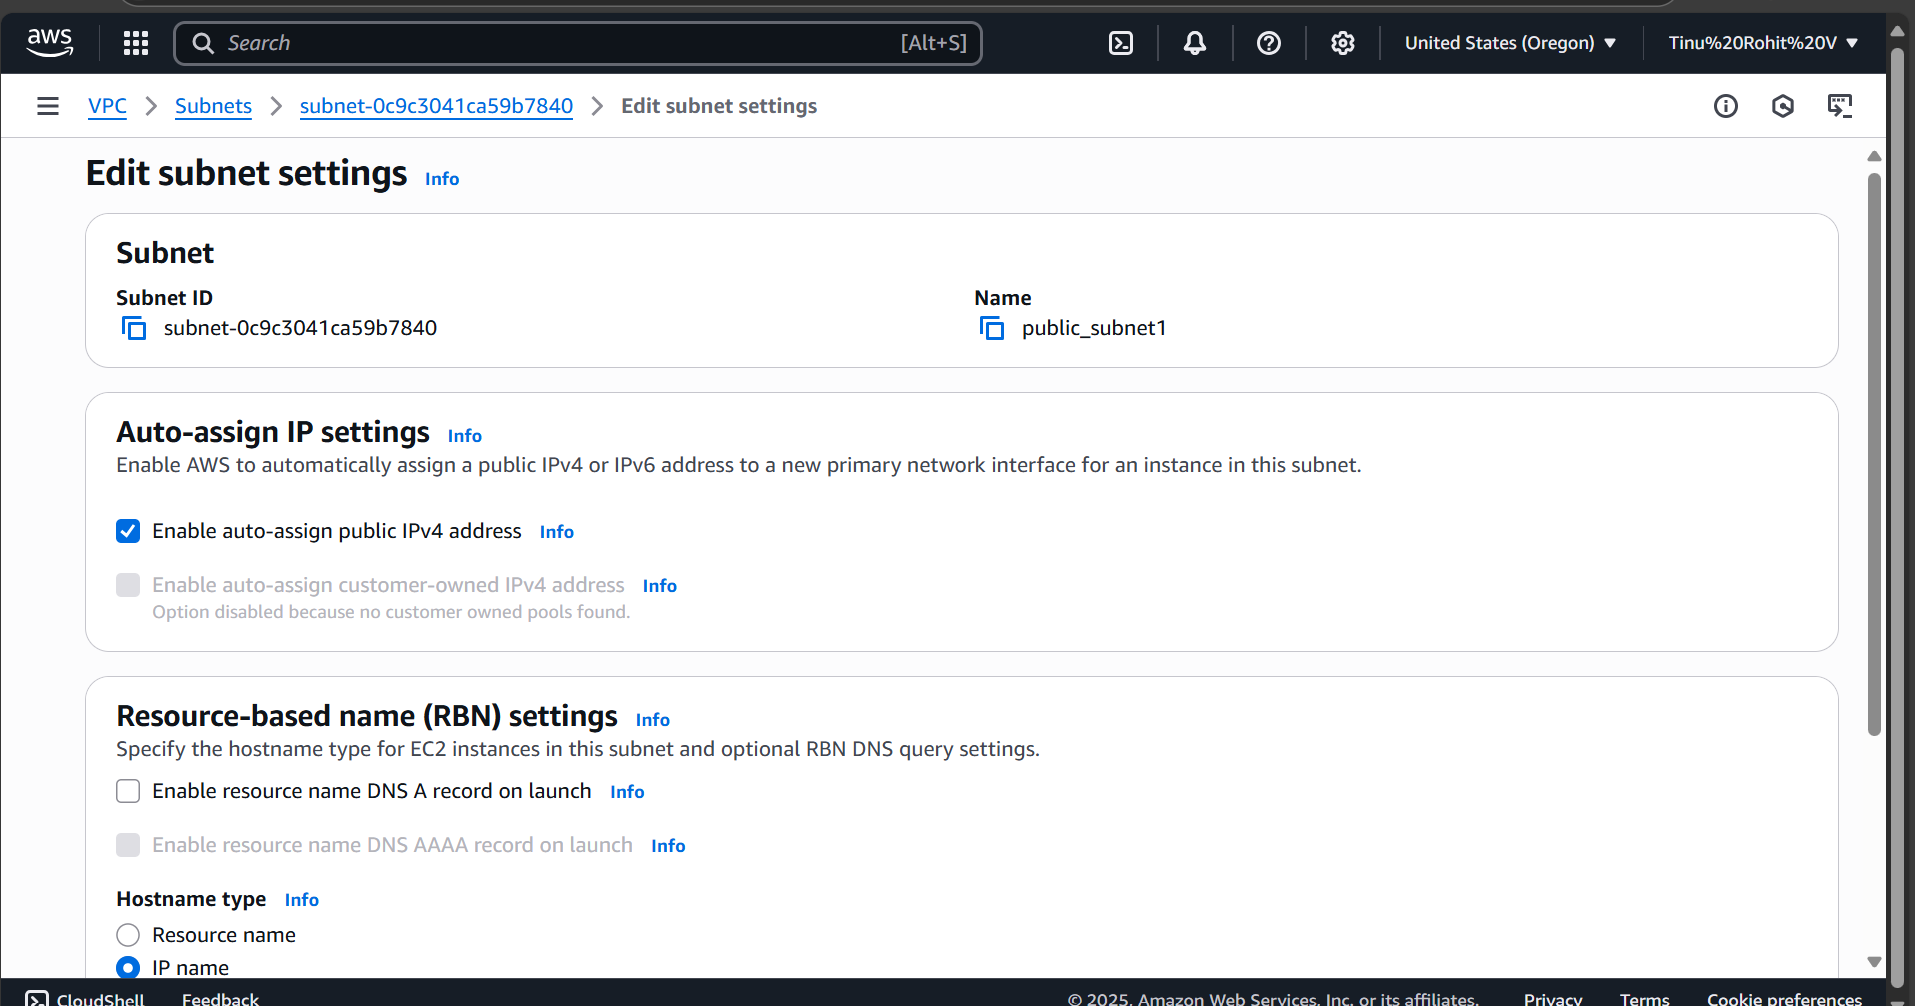 aws
Search [Alt+S] United States (Oregon) Tinu%20Rohit%20V
VPC Subnets subnet-0c9c3041ca59b7840 Edit subnet settings
Edit subnet settings Info
Subnet
Subnet ID Name
subnet-0c9c3041ca59b7840 public_subnet1
Auto-assign IP settings Info
Enable AWS to automatically assign a public IPv4 or IPv6 address to a new primary network interface for an instance in this subnet.
Enable auto-assign public IPv4 address Info
Enable auto-assign customer-owned IPv4 address Info
Option disabled because no customer owned pools found.
Resource-based name (RBN) settings Info
Specify the hostname type for EC2 instances in this subnet and optional RBN DNS query settings.
Enable resource name DNS A record on launch Info
Enable resource name DNS AAAA record on launch Info
Hostname type Info
Resource name
IP name
CloudShell Feedback © 2025, Amazon Web Services, Inc. or its affiliates. Privacy Terms Cookie preferences